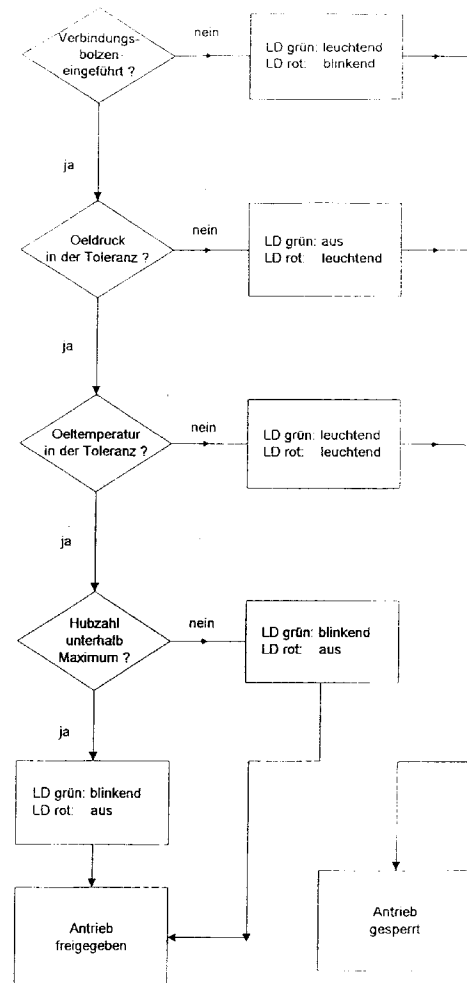 Verbindungs-
bolzen-
eingeführt ?
nein
LD grün: leuchtend
LD rot: blinkend
ja
Oeldruck
in der Toleranz ?
nein
LD grün: aus
LD rot: leuchtend
ja
Oeltemperatur
in der Toleranz ?
nein
LD grün: leuchtend
LD rot: leuchtend
ja
Hubzahl
unterhalb
Maximum ?
nein
LD grün: blinkend
LD rot: aus
ja
LD grün: blinkend
LD rot: aus
Antrieb
freigegeben
Antrieb
gesperrt